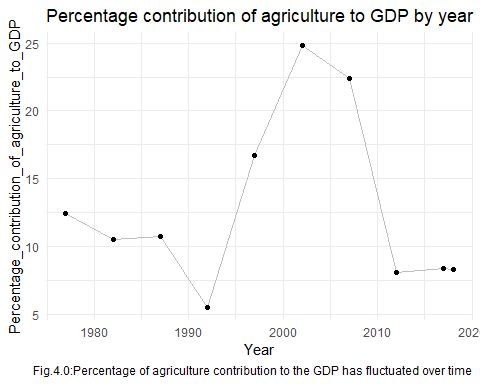 Percentage contribution of agriculture to GDP by year
Percentage_contribution_of_agriculture_to_GDP
25
20
15
10
5
1980
1990
2000
2010
202
Year
Fig.4.0:Percentage of agriculture contribution to the GDP has fluctuated over time